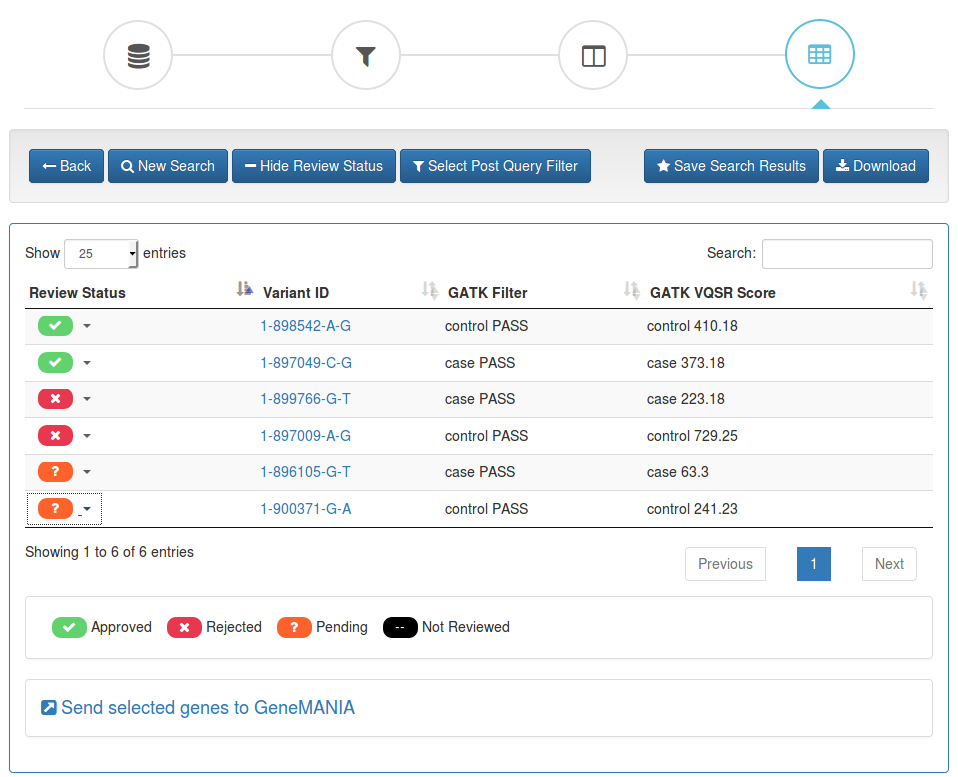 Back New Search Hide Review Status Select Post Query Filter Save Search Results Download
Show 25 entries Search:
Review Status Variant ID GATK Filter GATK VQSR Score
1-898542-A-G control PASS control 410.18
1-897049-C-G case PASS case 373.18
1-899766-G-T case PASS case 223.18
1-897009-A-G control PASS control 729.25
? 1-896105-G-T case PASS case 63.3
? 1-900371-G-A control PASS control 241.23
Showing 1 to 6 of 6 entries
Previous 1 Next
Approved Rejected ? Pending -- Not Reviewed
Send selected genes to GeneMANIA